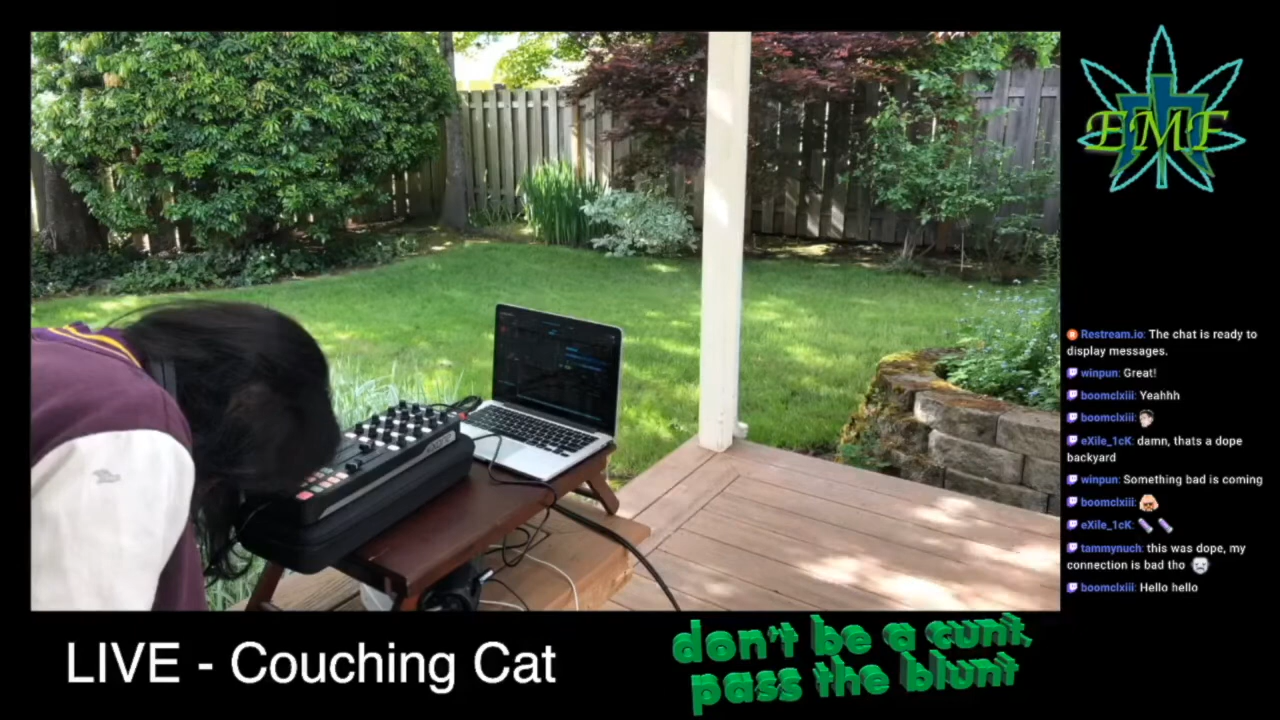 EMF
Restream.io: The chat is ready to
display messages.
winpun: Great!
boomclxiii: Yeahhh
boomclxiii:
eXile_1cK: damn, thats a dope
backyard
winpun: Something bad is coming
boomclxiii:
eXile_1cK:
tammynuch: this was dope, my
connection is bad tho
boomclxiii: Hello hello
LIVE - Couching Cat
don't be a cunt,
pass the blunt